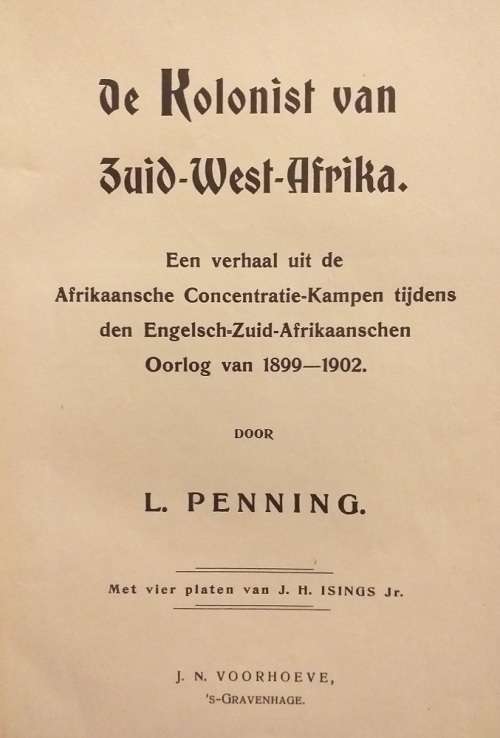 De Kolonist van
Zuid-West-Afrika.
Een verhaal uit de
Afrikaansche Concentratie-Kampen tijdens
den Engelsch-Zuid-Afrikaanschen
Oorlog van 1899—1902.
DOOR
L. PENNING.
Met vier platen van J. H. ISINGS Jr.
J. N. VOORHOEVE,
's-GRAVENHAGE.